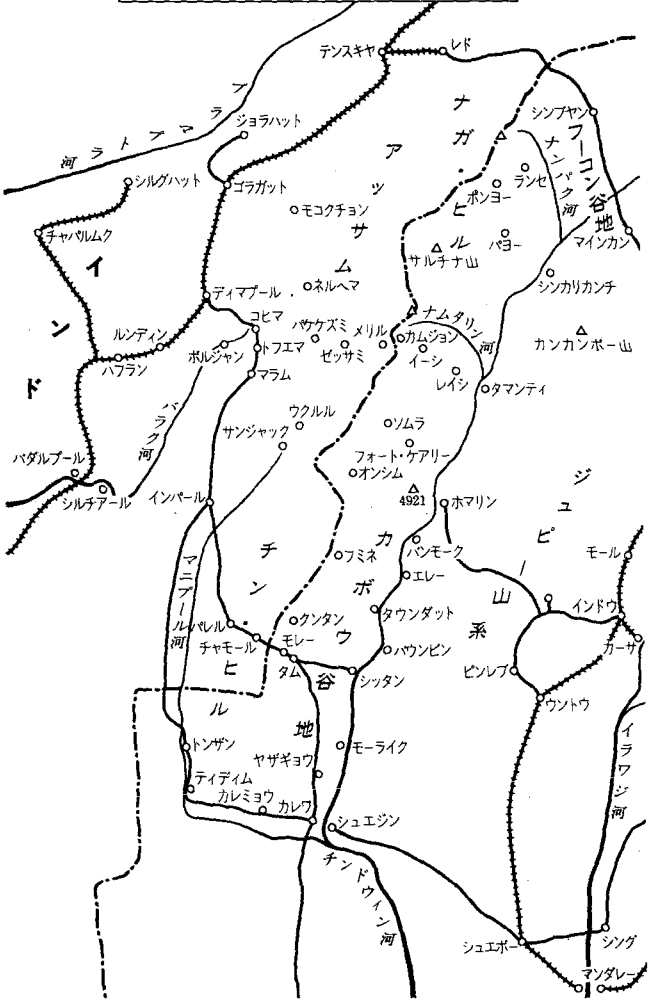 テンスキヤ
レド
ブラマプトラ河
ジョラハット
シルグハット
ゴラガット
チャバルムク
モコクチョン
アッサム
ナガ・ヒル
シンブヤン
フーコン谷地
ナンパク河
ランセ
ポンヨー
パヨー
マインカン
サルチナ山
シンカリカンチ
インド
ディマプール
ネルヘマ
コヒマ
パケケズミ
メリル
カムジョン
ナムタリン河
カンカンボー山
ルンディン
ハフラン
ボルジャン
トフエマ
ゼッサミ
イーシ
マラム
レイシ
タマンティ
バラク河
ウクルル
サンジャック
ソムラ
フォート・ケアリー
オンシム
4921
バダルプール
シルチアール
インパール
ホマリン
ジュピー山系
マニプール河
チンヒル
フミネ
カボウ谷地
パンモーク
エレー
モール
パレル
クンタン
タウンダット
インドウ
チャモール
モレー
タム
パウンビン
シッタン
ピンレブ
カーサ
ウントウ
トンザン
ヤザギョウ
モーライク
イラワジ河
ティディム
カレミョウ
カレワ
シュエジン
チンドウィン河
シュエボー
シング
マンダレー